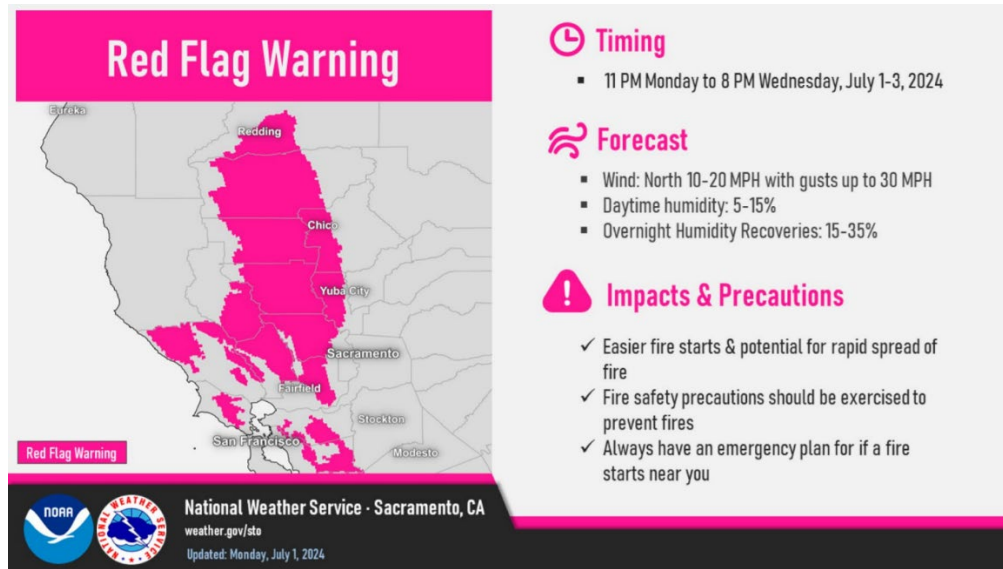 Red Flag Warning
Eureka
Redding
Chico
Yuba City
Sacramento
Fairfield
Stockton
San Francisco
Modesto
Red Flag Warning
Timing
▪ 11 PM Monday to 8 PM Wednesday, July 1-3, 2024
Forecast
▪ Wind: North 10-20 MPH with gusts up to 30 MPH
▪ Daytime humidity: 5-15%
▪ Overnight Humidity Recoveries: 15-35%
Impacts & Precautions
✓ Easier fire starts & potential for rapid spread of
fire
✓ Fire safety precautions should be exercised to
prevent fires
✓ Always have an emergency plan for if a fire
starts near you
NOAA
NATIONAL WEATHER SERVICE
National Weather Service - Sacramento, CA
weather.gov/sto
Updated: Monday, July 1, 2024